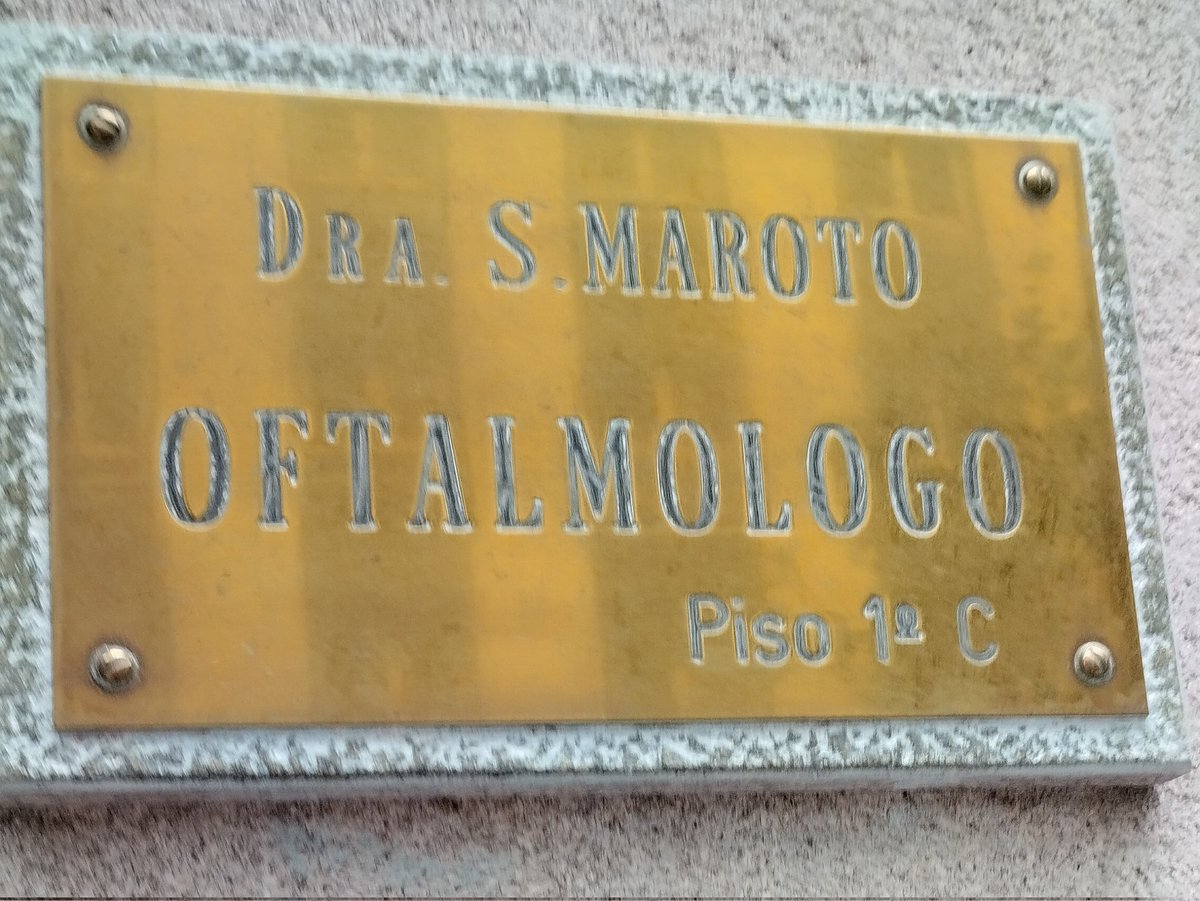 DRA. S. MAROTO
OFTALMOLOGO
Piso 1º C